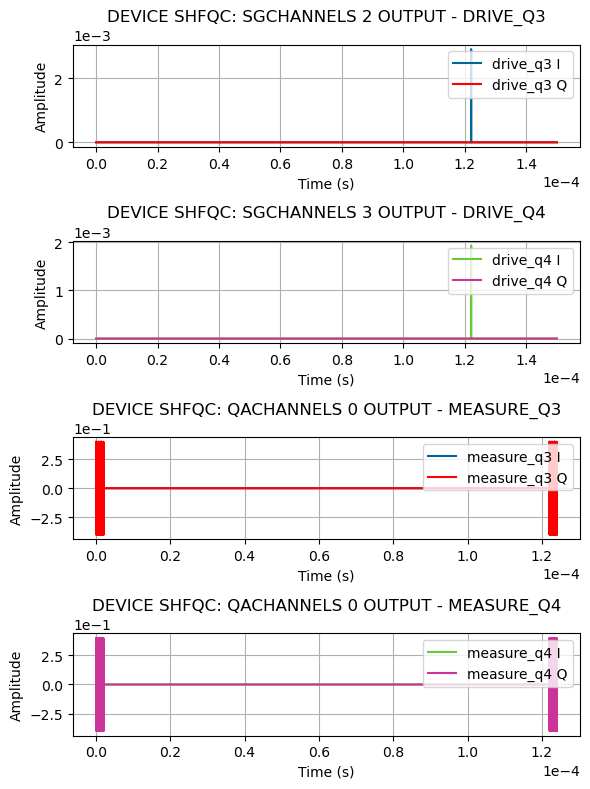 DEVICE SHFQC: SGCHANNELS 2 OUTPUT - DRIVE_Q3
1e−3
2
0
Amplitude
drive_q3 I
drive_q3 Q
0.0 0.2 0.4 0.6 0.8 1.0 1.2 1.4
Time (s)
1e−4
DEVICE SHFQC: SGCHANNELS 3 OUTPUT - DRIVE_Q4
1e−3
2
1
0
Amplitude
drive_q4 I
drive_q4 Q
0.0 0.2 0.4 0.6 0.8 1.0 1.2 1.4
Time (s)
1e−4
DEVICE SHFQC: QACHANNELS 0 OUTPUT - MEASURE_Q3
1e−1
2.5
0.0
−2.5
Amplitude
measure_q3 I
measure_q3 Q
0.0 0.2 0.4 0.6 0.8 1.0 1.2
Time (s)
1e−4
DEVICE SHFQC: QACHANNELS 0 OUTPUT - MEASURE_Q4
1e−1
2.5
0.0
−2.5
Amplitude
measure_q4 I
measure_q4 Q
0.0 0.2 0.4 0.6 0.8 1.0 1.2
Time (s)
1e−4